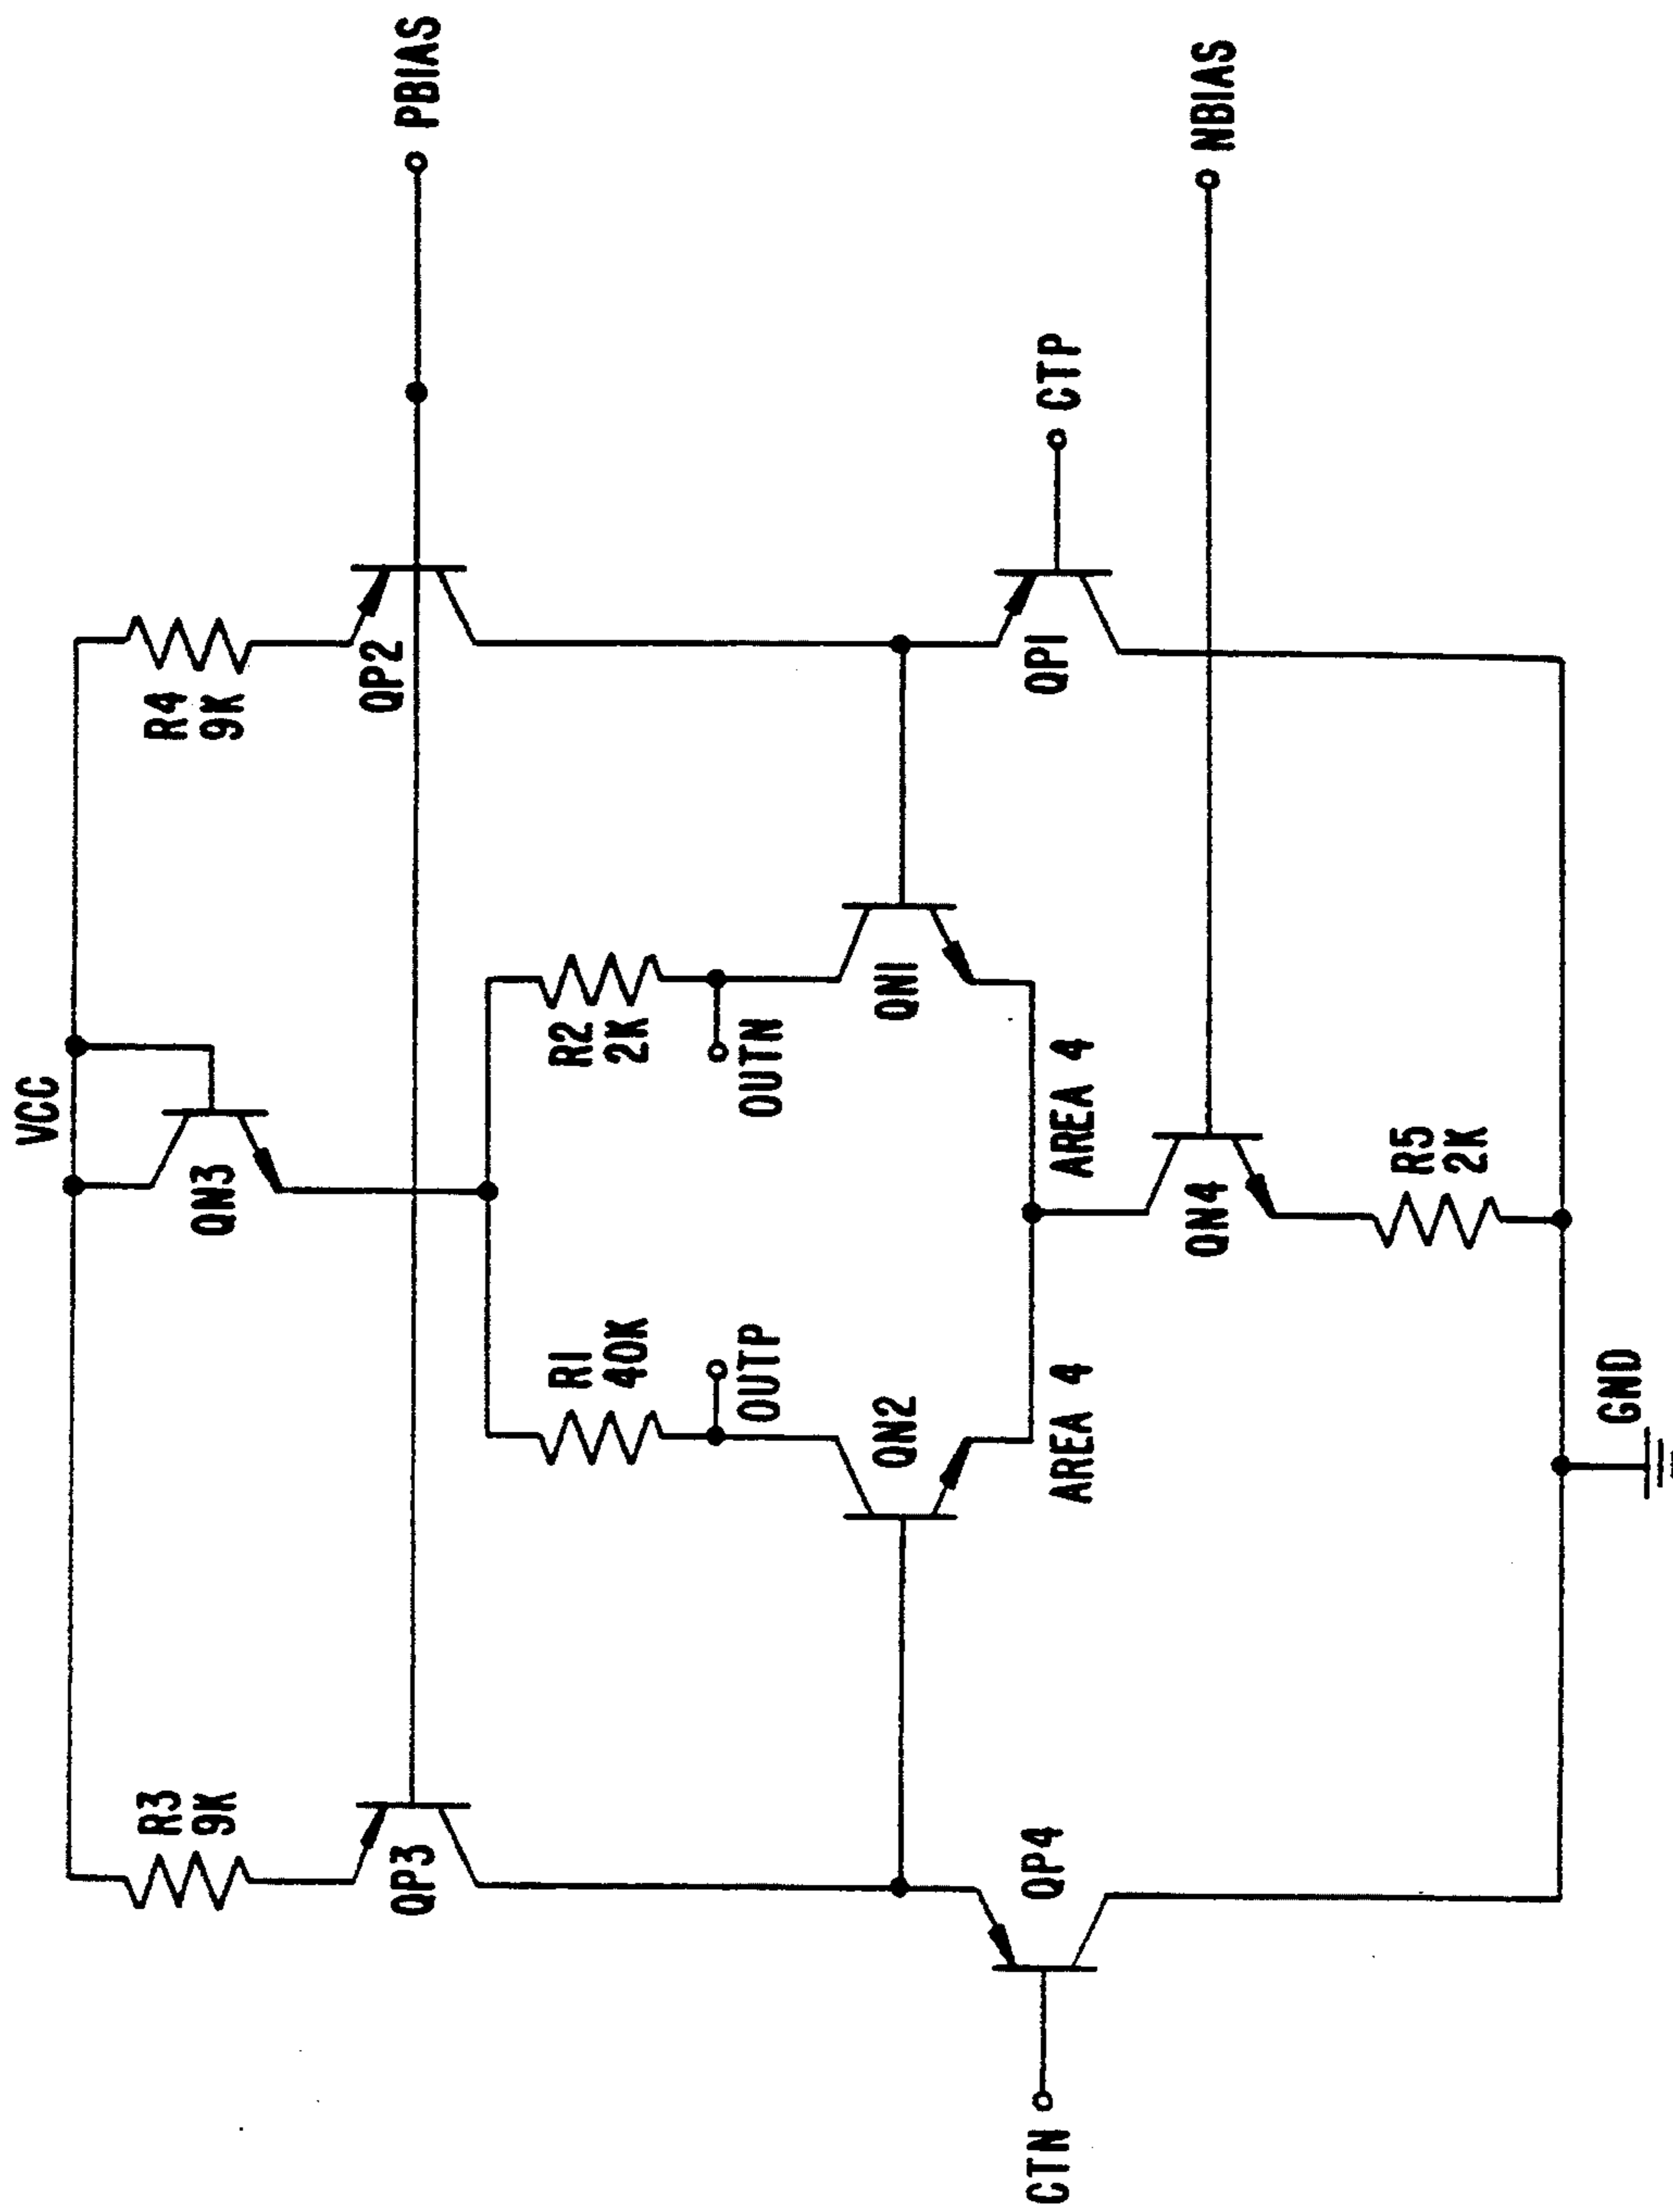 VCC
R3
9K
R4
9K
QN3
QP3
QP2
PBIAS
R1
40K
R2
2K
OUTP
OUTN
QN2
QN1
CTN
QP4
QP1
CTP
AREA 4
AREA 4
QN4
NBIAS
R5
2K
GND